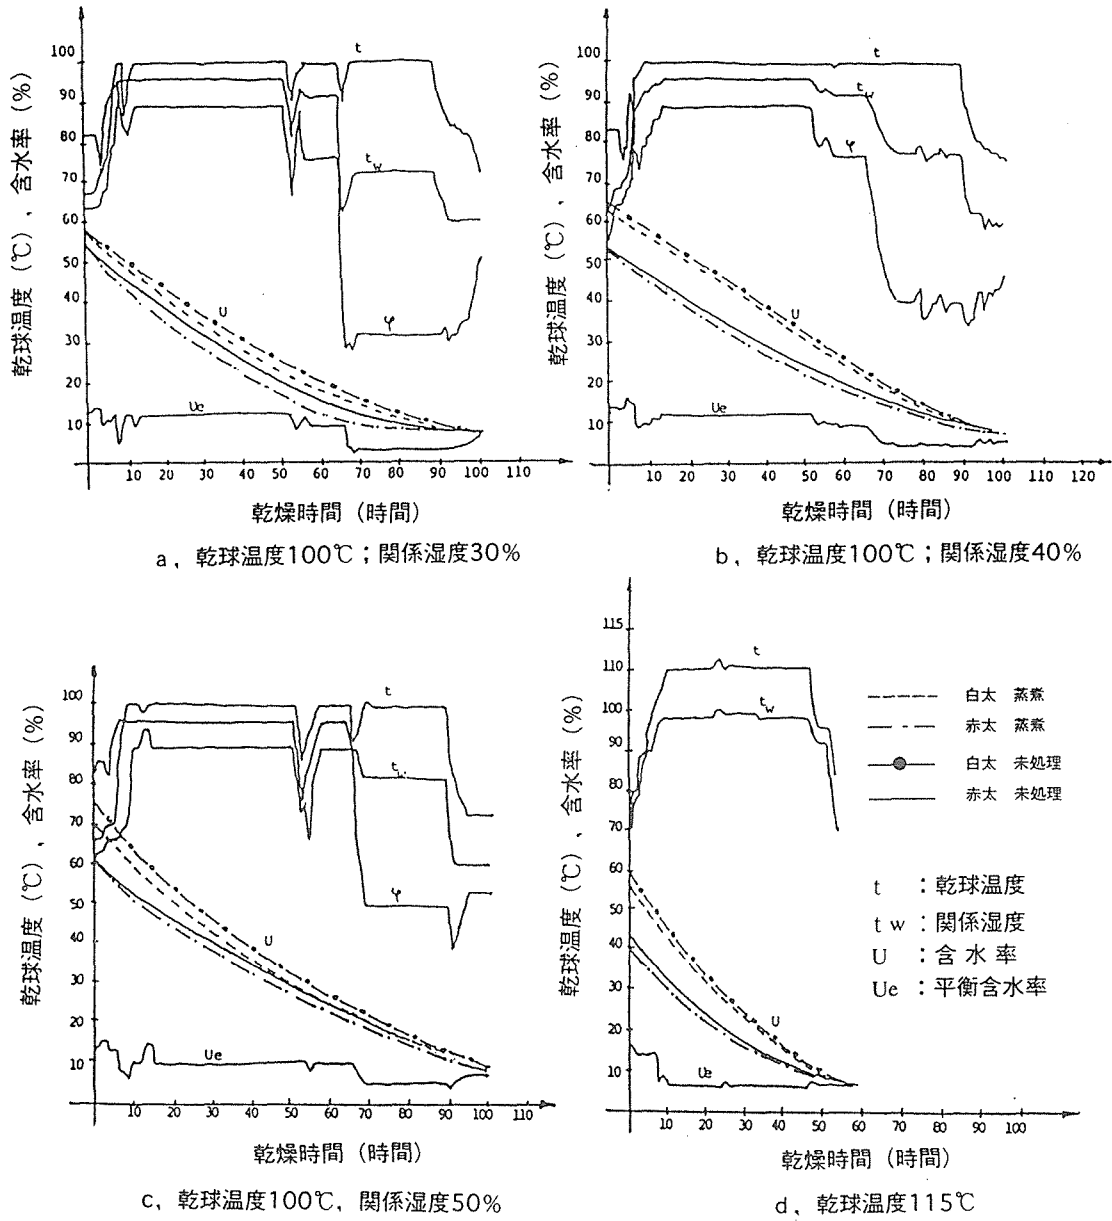 乾球温度 (℃) , 含水率 (%)
100
90
80
70
60
50
40
30
20
10
t
tw
φ
U
Ue
10 20 30 40 50 60 70 80 90 100 110
乾燥時間 (時間)
a, 乾球温度100℃;関係湿度30%
乾球温度 (℃) , 含水率 (%)
100
90
80
70
60
50
40
30
20
10
t
tw
φ
U
Ue
10 20 30 40 50 60 70 80 90 100 110 120
乾燥時間 (時間)
b, 乾球温度100℃;関係湿度40%
乾球温度 (℃) , 含水率 (%)
100
90
80
70
60
50
40
30
20
10
t
φ
U
Ue
10 20 30 40 50 60 70 80 90 100 110
乾燥時間 (時間)
c, 乾球温度100℃, 関係湿度50%
乾球温度 (℃) , 含水率 (%)
115
110
100
90
80
70
60
50
40
30
20
10
t
tw
U
Ue
10 20 30 40 50 60 70 80 90 100
乾燥時間 (時間)
d, 乾球温度115℃
白太 蒸煮
赤太 蒸煮
白太 未処理
赤太 未処理
t :乾球温度
tw :関係湿度
U :含水率
Ue :平衡含水率